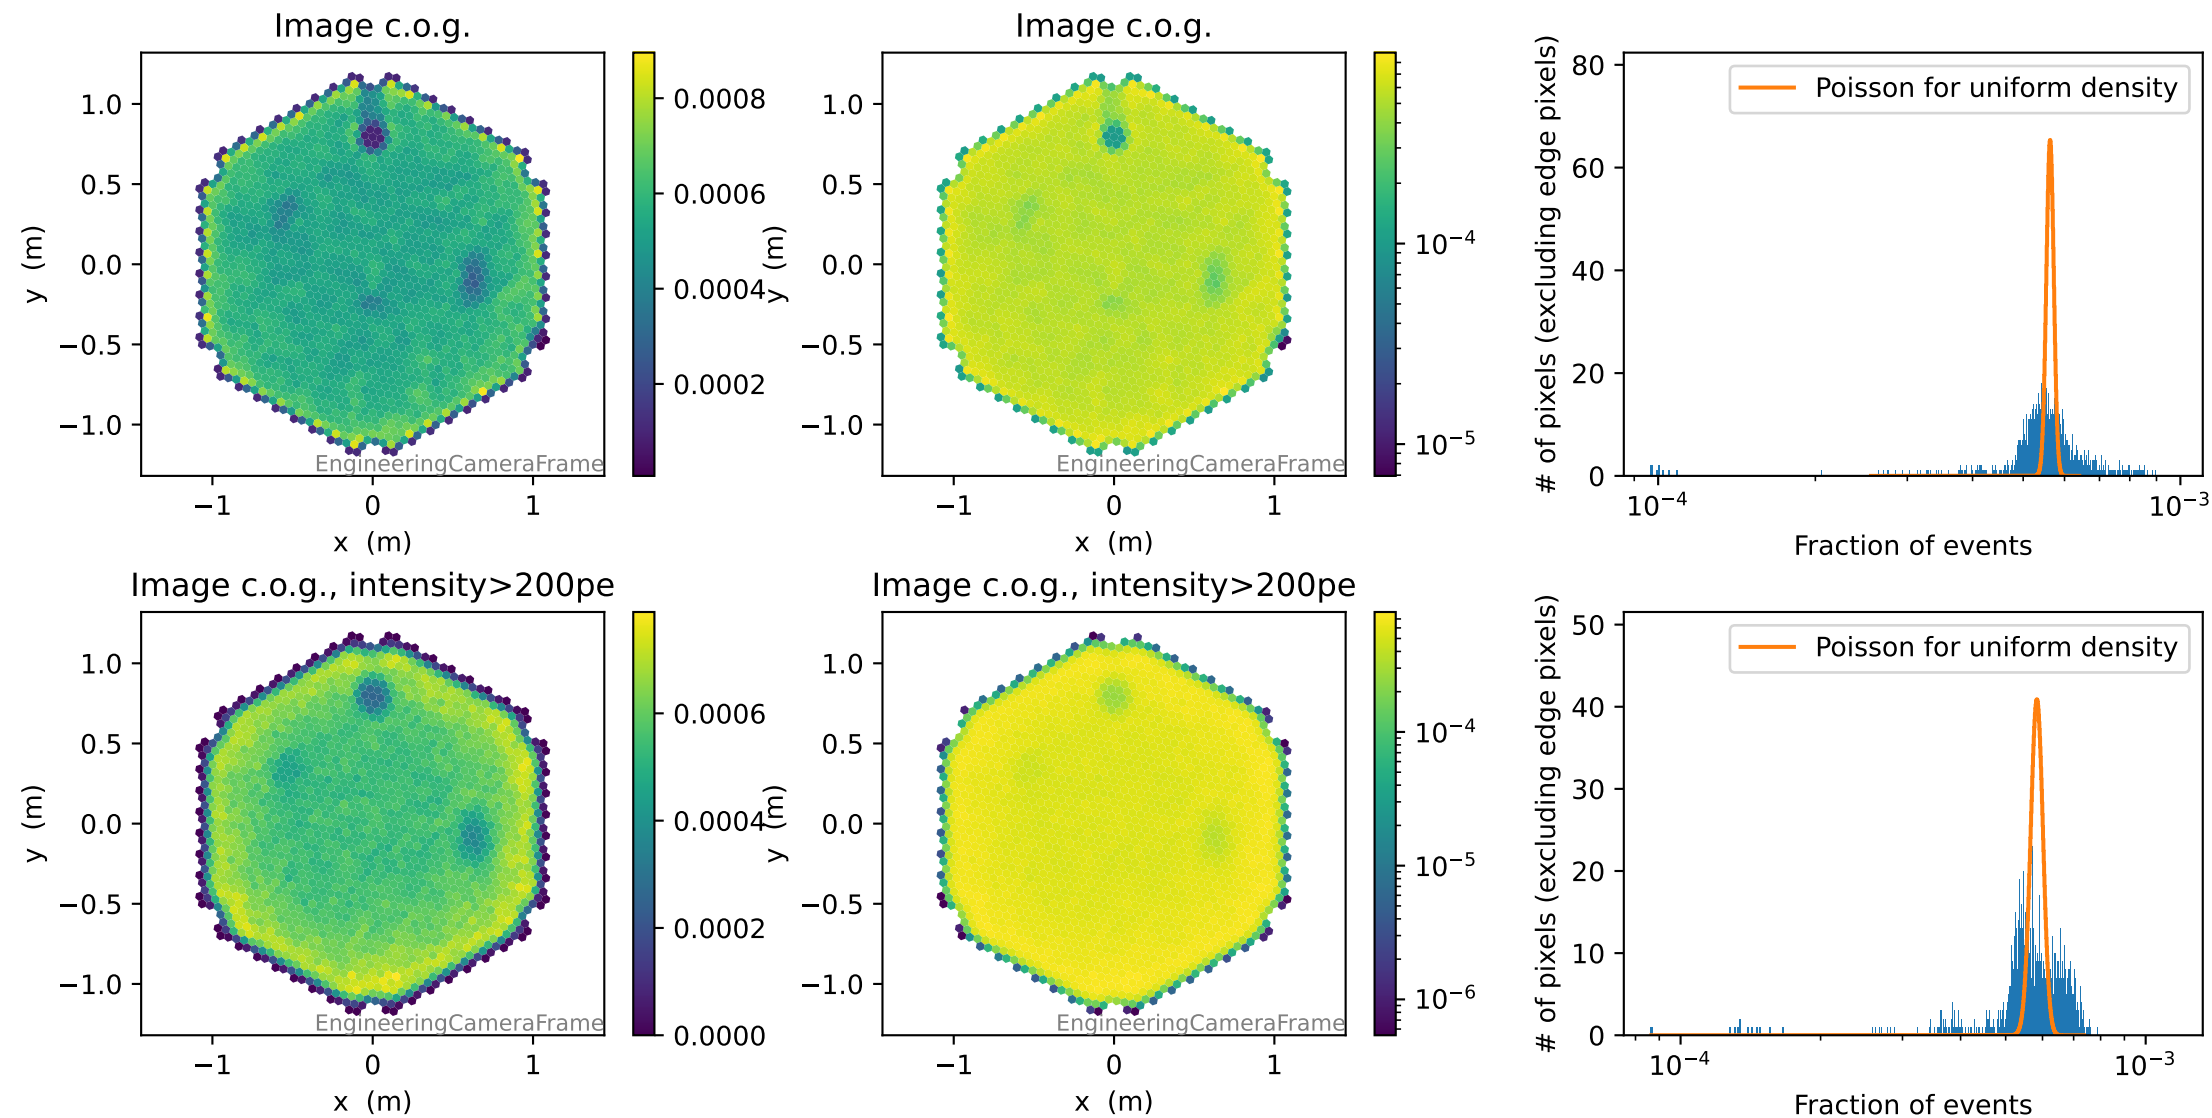 Image c.o.g.
y (m)
1.0
0.5
0.0
−0.5
−1.0
−1
0
1
x (m)
EngineeringCameraFrame
0.0008
0.0006
0.0004
0.0002
Image c.o.g.
y (m)
1.0
0.5
0.0
−0.5
−1.0
−1
0
1
x (m)
EngineeringCameraFrame
10⁻⁴
10⁻⁵
# of pixels (excluding edge pixels)
80
60
40
20
0
Poisson for uniform density
10⁻⁴
10⁻³
Fraction of events
Image c.o.g., intensity>200pe
y (m)
1.0
0.5
0.0
−0.5
−1.0
−1
0
1
x (m)
EngineeringCameraFrame
0.0006
0.0004
0.0002
0.0000
Image c.o.g., intensity>200pe
y (m)
1.0
0.5
0.0
−0.5
−1.0
−1
0
1
x (m)
EngineeringCameraFrame
10⁻⁴
10⁻⁵
10⁻⁶
# of pixels (excluding edge pixels)
50
40
30
20
10
0
Poisson for uniform density
10⁻⁴
10⁻³
Fraction of events